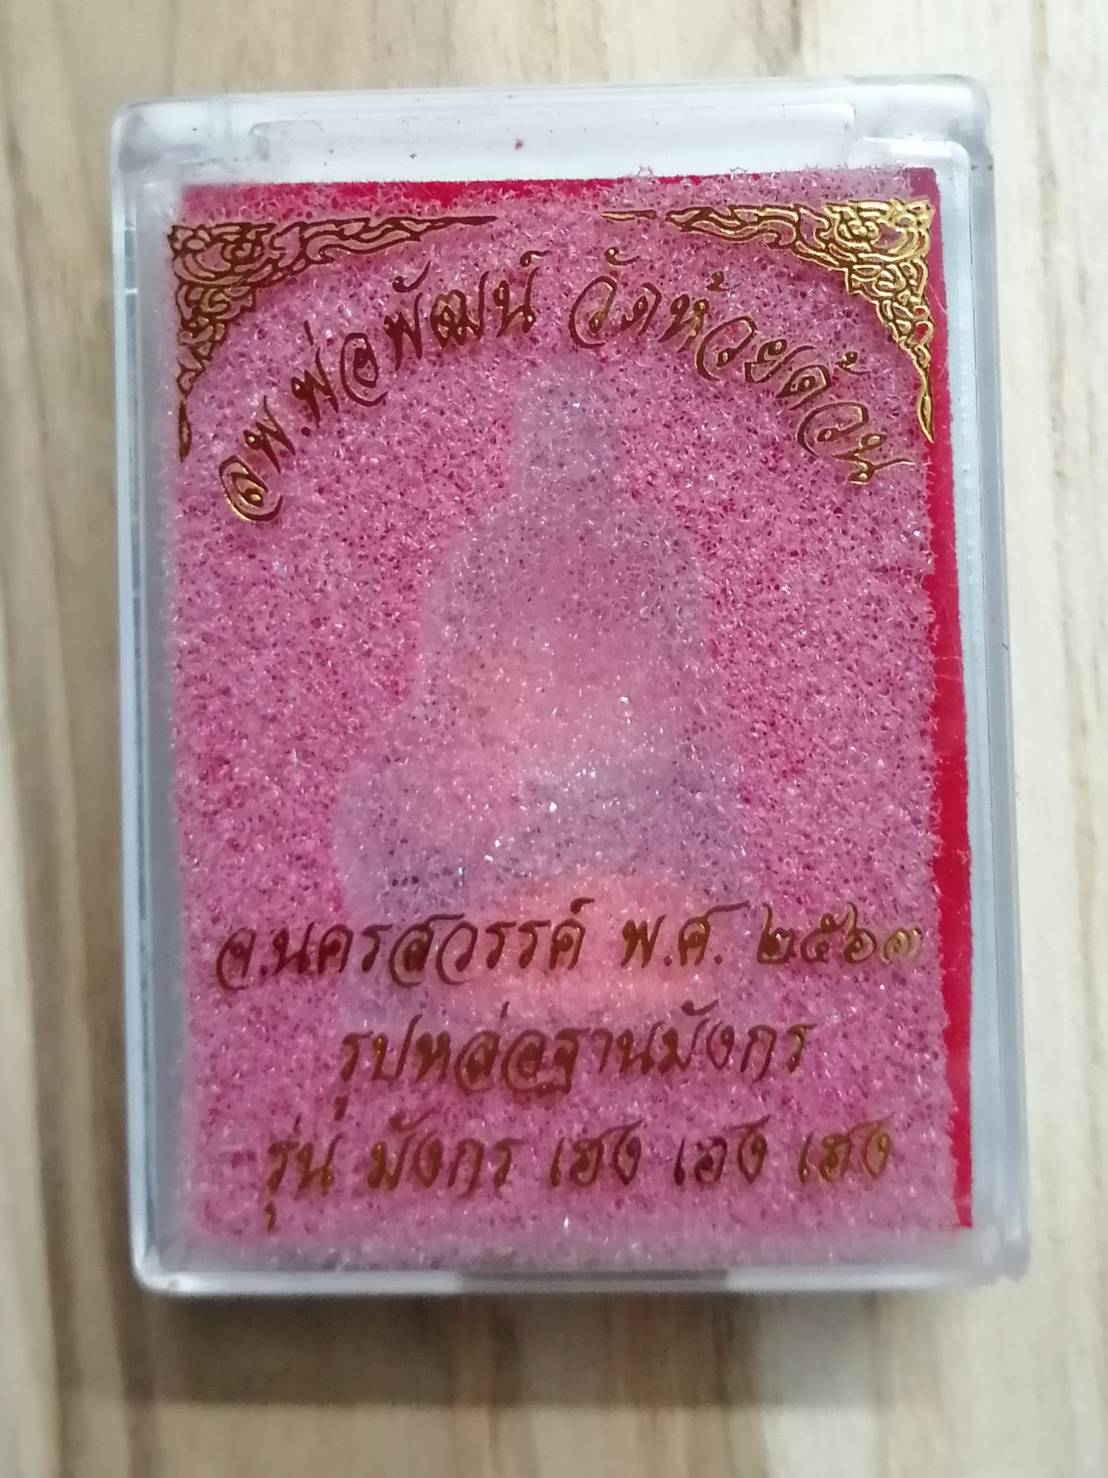 ลพ.พ่อพัฒน์ วัดห้วยด้วน
จ.นครสวรรค์ พ.ศ. ๒๕๖๓
รูปหล่อฐานมังกร
รุ่น มังกร เฮง เฮง เฮง